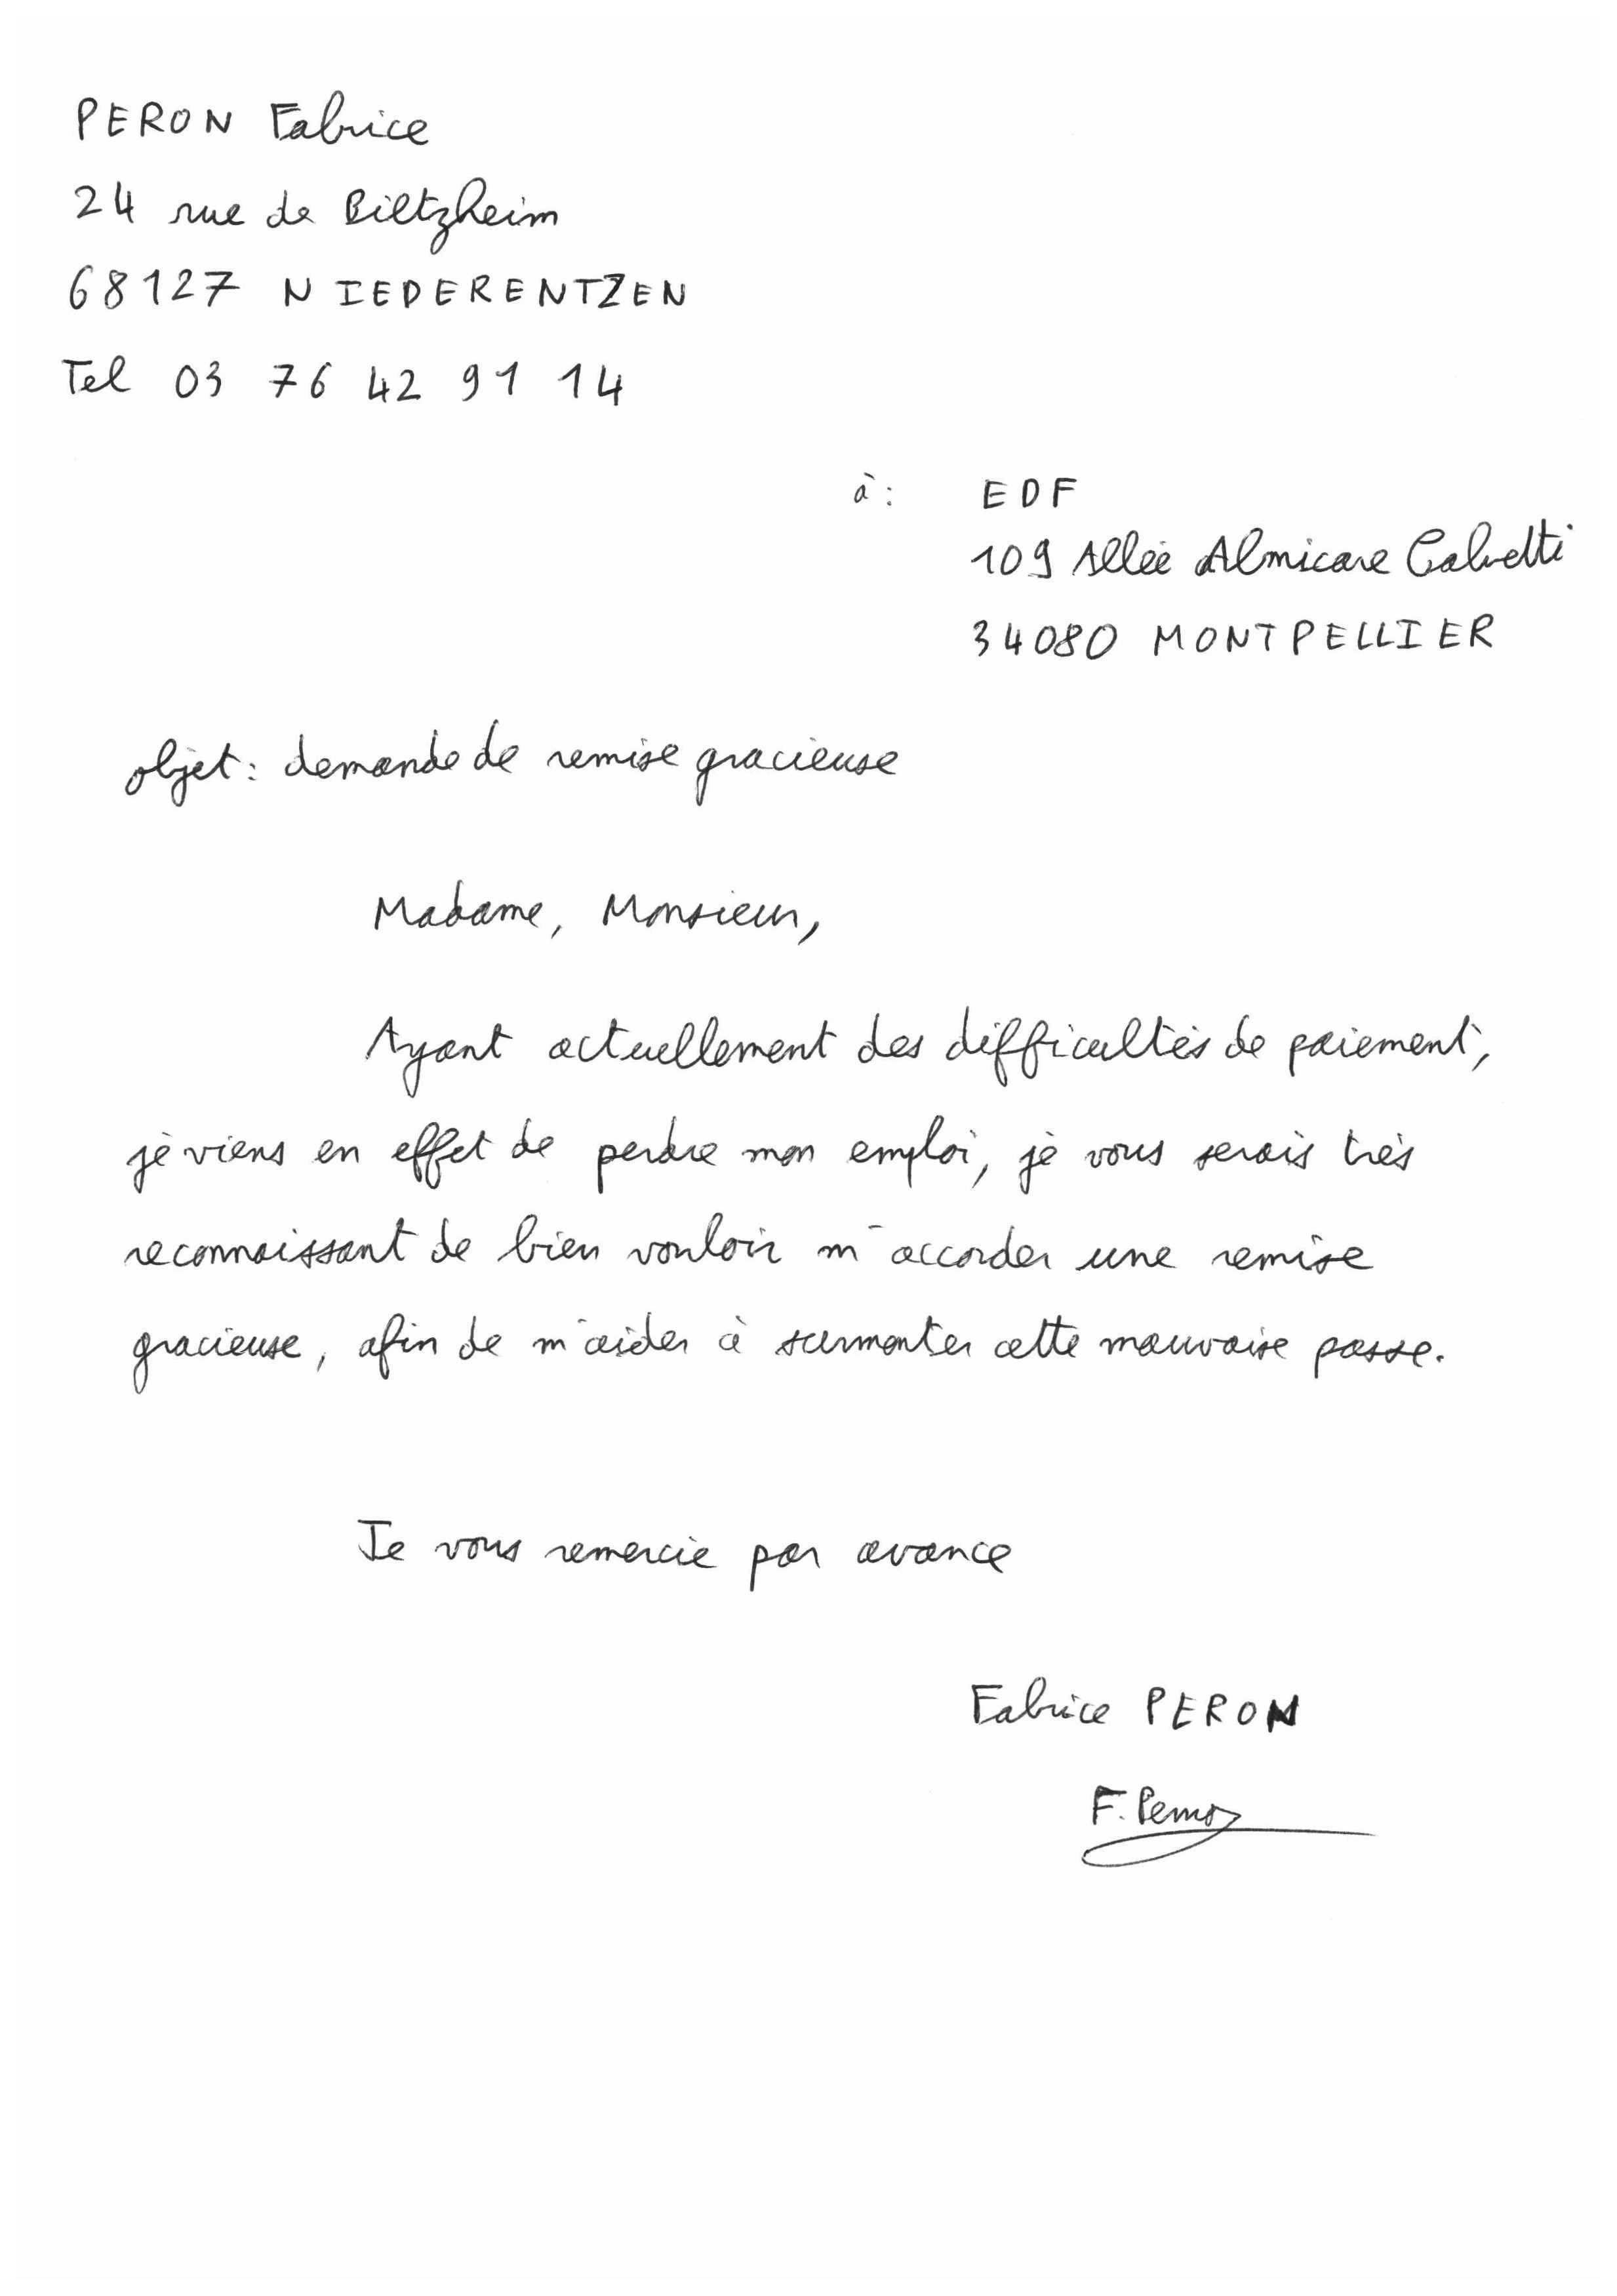 PERON Fabrice
24 rue de Biltzheim
68127 NIEDERENTZEN
Tel 03 76 42 91 14
à : EDF
109 Allée Almicare Calvetti
34080 MONTPELLIER
objet : demande de remise gracieuse
Madame, Monsieur,
Ayant actuellement des difficultés de paiement,
je viens en effet de perdre mon emploi, je vous serais très
reconnaissant de bien vouloir m'accorder une remise
gracieuse, afin de m'aider à surmonter cette mauvaise passe.
Je vous remercie par avance
Fabrice PERON
F. Peron